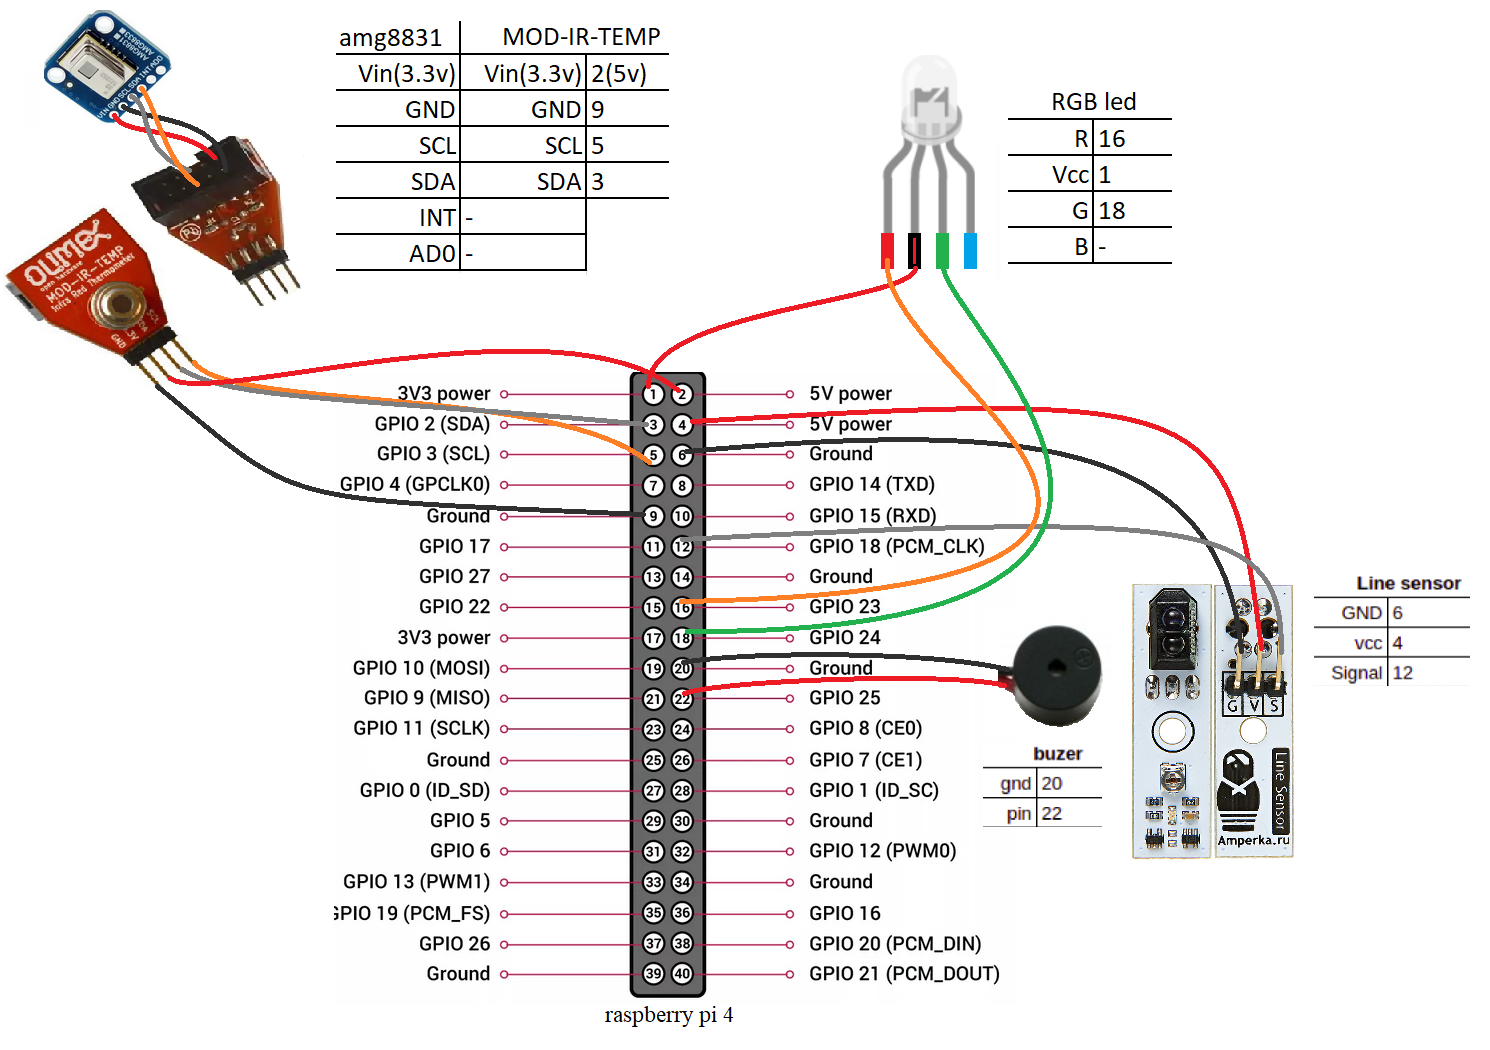 amg8831 MOD-IR-TEMP
Vin(3.3v) Vin(3.3v) 2(5v)
GND GND 9
SCL SCL 5
SDA SDA 3
INT -
AD0 -
RGB led
R 16
Vcc 1
G 18
B -
AMG8833
AMG8831
VIN GND SCL SDA INT ADO
OLIMEX
open hardware
MOD-IR-TEMP
Infra Red Thermometer
GND
3V3 power 1 2 5V power
GPIO 2 (SDA) 3 4 5V power
GPIO 3 (SCL) 5 6 Ground
GPIO 4 (GPCLK0) 7 8 GPIO 14 (TXD)
Ground 9 10 GPIO 15 (RXD)
GPIO 17 11 12 GPIO 18 (PCM_CLK)
GPIO 27 13 14 Ground
GPIO 22 15 16 GPIO 23
3V3 power 17 18 GPIO 24
GPIO 10 (MOSI) 19 20 Ground
GPIO 9 (MISO) 21 22 GPIO 25
GPIO 11 (SCLK) 23 24 GPIO 8 (CE0)
Ground 25 26 GPIO 7 (CE1)
GPIO 0 (ID_SD) 27 28 GPIO 1 (ID_SC)
GPIO 5 29 30 Ground
GPIO 6 31 32 GPIO 12 (PWM0)
GPIO 13 (PWM1) 33 34 Ground
GPIO 19 (PCM_FS) 35 36 GPIO 16
GPIO 26 37 38 GPIO 20 (PCM_DIN)
Ground 39 40 GPIO 21 (PCM_DOUT)
raspberry pi 4
buzer
gnd 20
pin 22
Line sensor
GND 6
vcc 4
Signal 12
G V S
Line Sensor
Amperka.ru